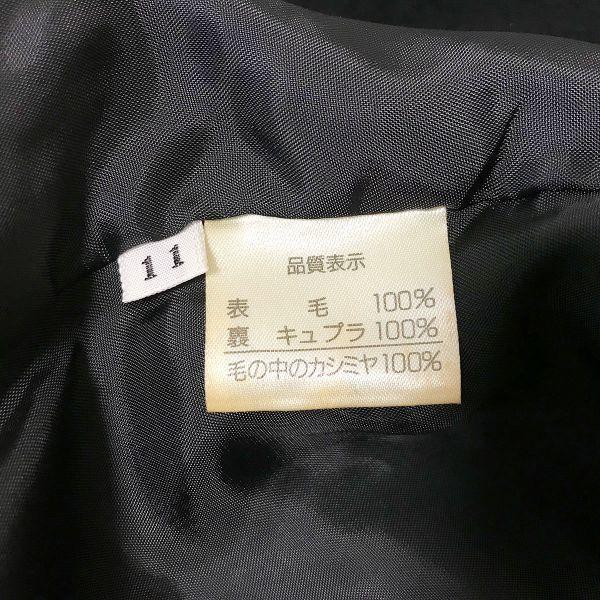 11
品質表示
表 毛 100%
裏 キュプラ 100%
毛の中のカシミヤ100%